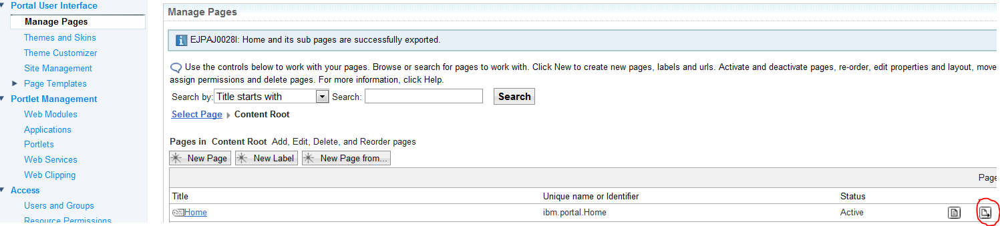 Portal User Interface
Manage Pages
Themes and Skins
Theme Customizer
Site Management
Page Templates
Portlet Management
Web Modules
Applications
Portlets
Web Services
Web Clipping
Access
Users and Groups
Resource Permissions
Manage Pages
EJPAJ0028I: Home and its sub pages are successfully exported.
Use the controls below to work with your pages. Browse or search for pages to work with. Click New to create new pages, labels and urls. Activate and deactivate pages, re-order, edit properties and layout, move
assign permissions and delete pages. For more information, click Help.
Search by: Title starts with Search: Search
Select Page Content Root
Pages in Content Root Add, Edit, Delete, and Reorder pages
New Page New Label New Page from...
Page
Title Unique name or Identifier Status
Home ibm.portal.Home Active